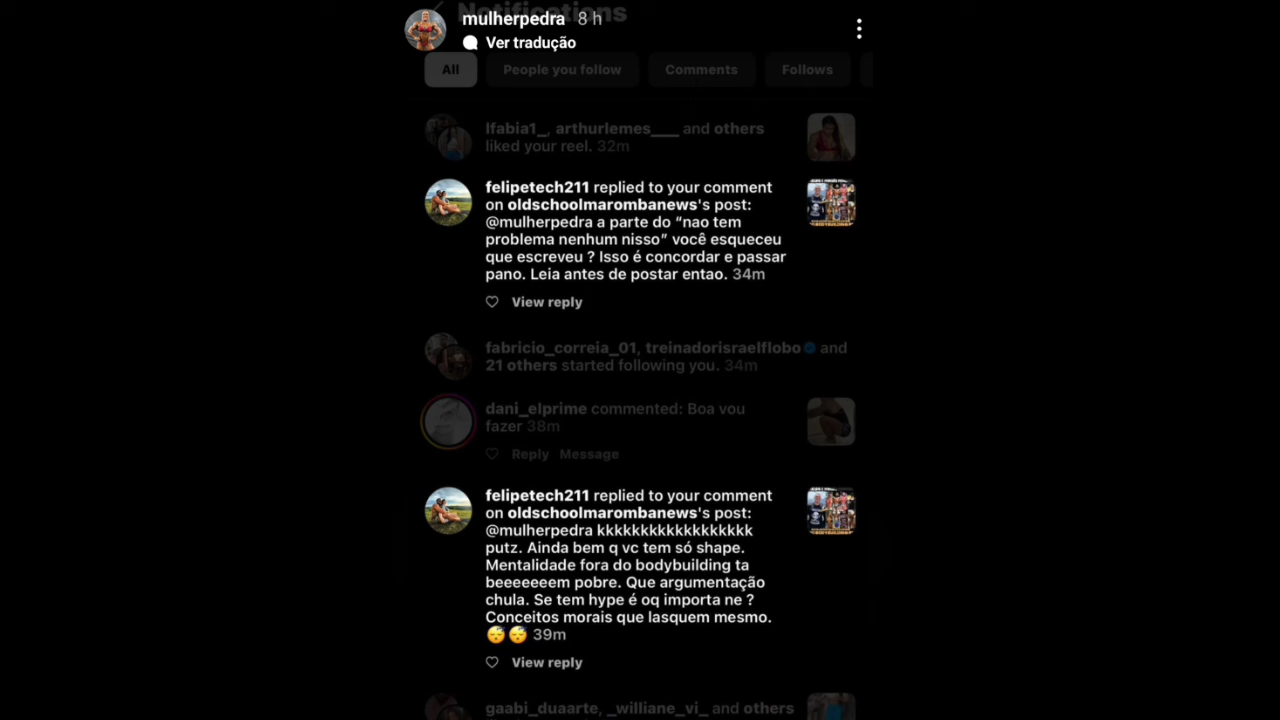 Notifications
mulherpedra 8 h
Ver tradução
All People you follow Comments Follows
lfabia1_, arthurlemes____ and others
liked your reel. 32m
felipetech211 replied to your comment
on oldschoolmarombanews's post:
@mulherpedra a parte do “nao tem
problema nenhum nisso” você esqueceu
que escreveu ? Isso é concordar e passar
pano. Leia antes de postar entao. 34m
View reply
fabricio_correia_01, treinadorisraelflobo and
21 others started following you. 34m
dani_elprime commented: Boa vou
fazer 38m
Reply Message
felipetech211 replied to your comment
on oldschoolmarombanews's post:
@mulherpedra kkkkkkkkkkkkkkkkkk
putz. Ainda bem q vc tem só shape.
Mentalidade fora do bodybuilding ta
beeeeeeem pobre. Que argumentação
chula. Se tem hype é oq importa ne ?
Conceitos morais que lasquem mesmo.
😴😴 39m
View reply
gaabi_duaarte, _williane_vi_ and others